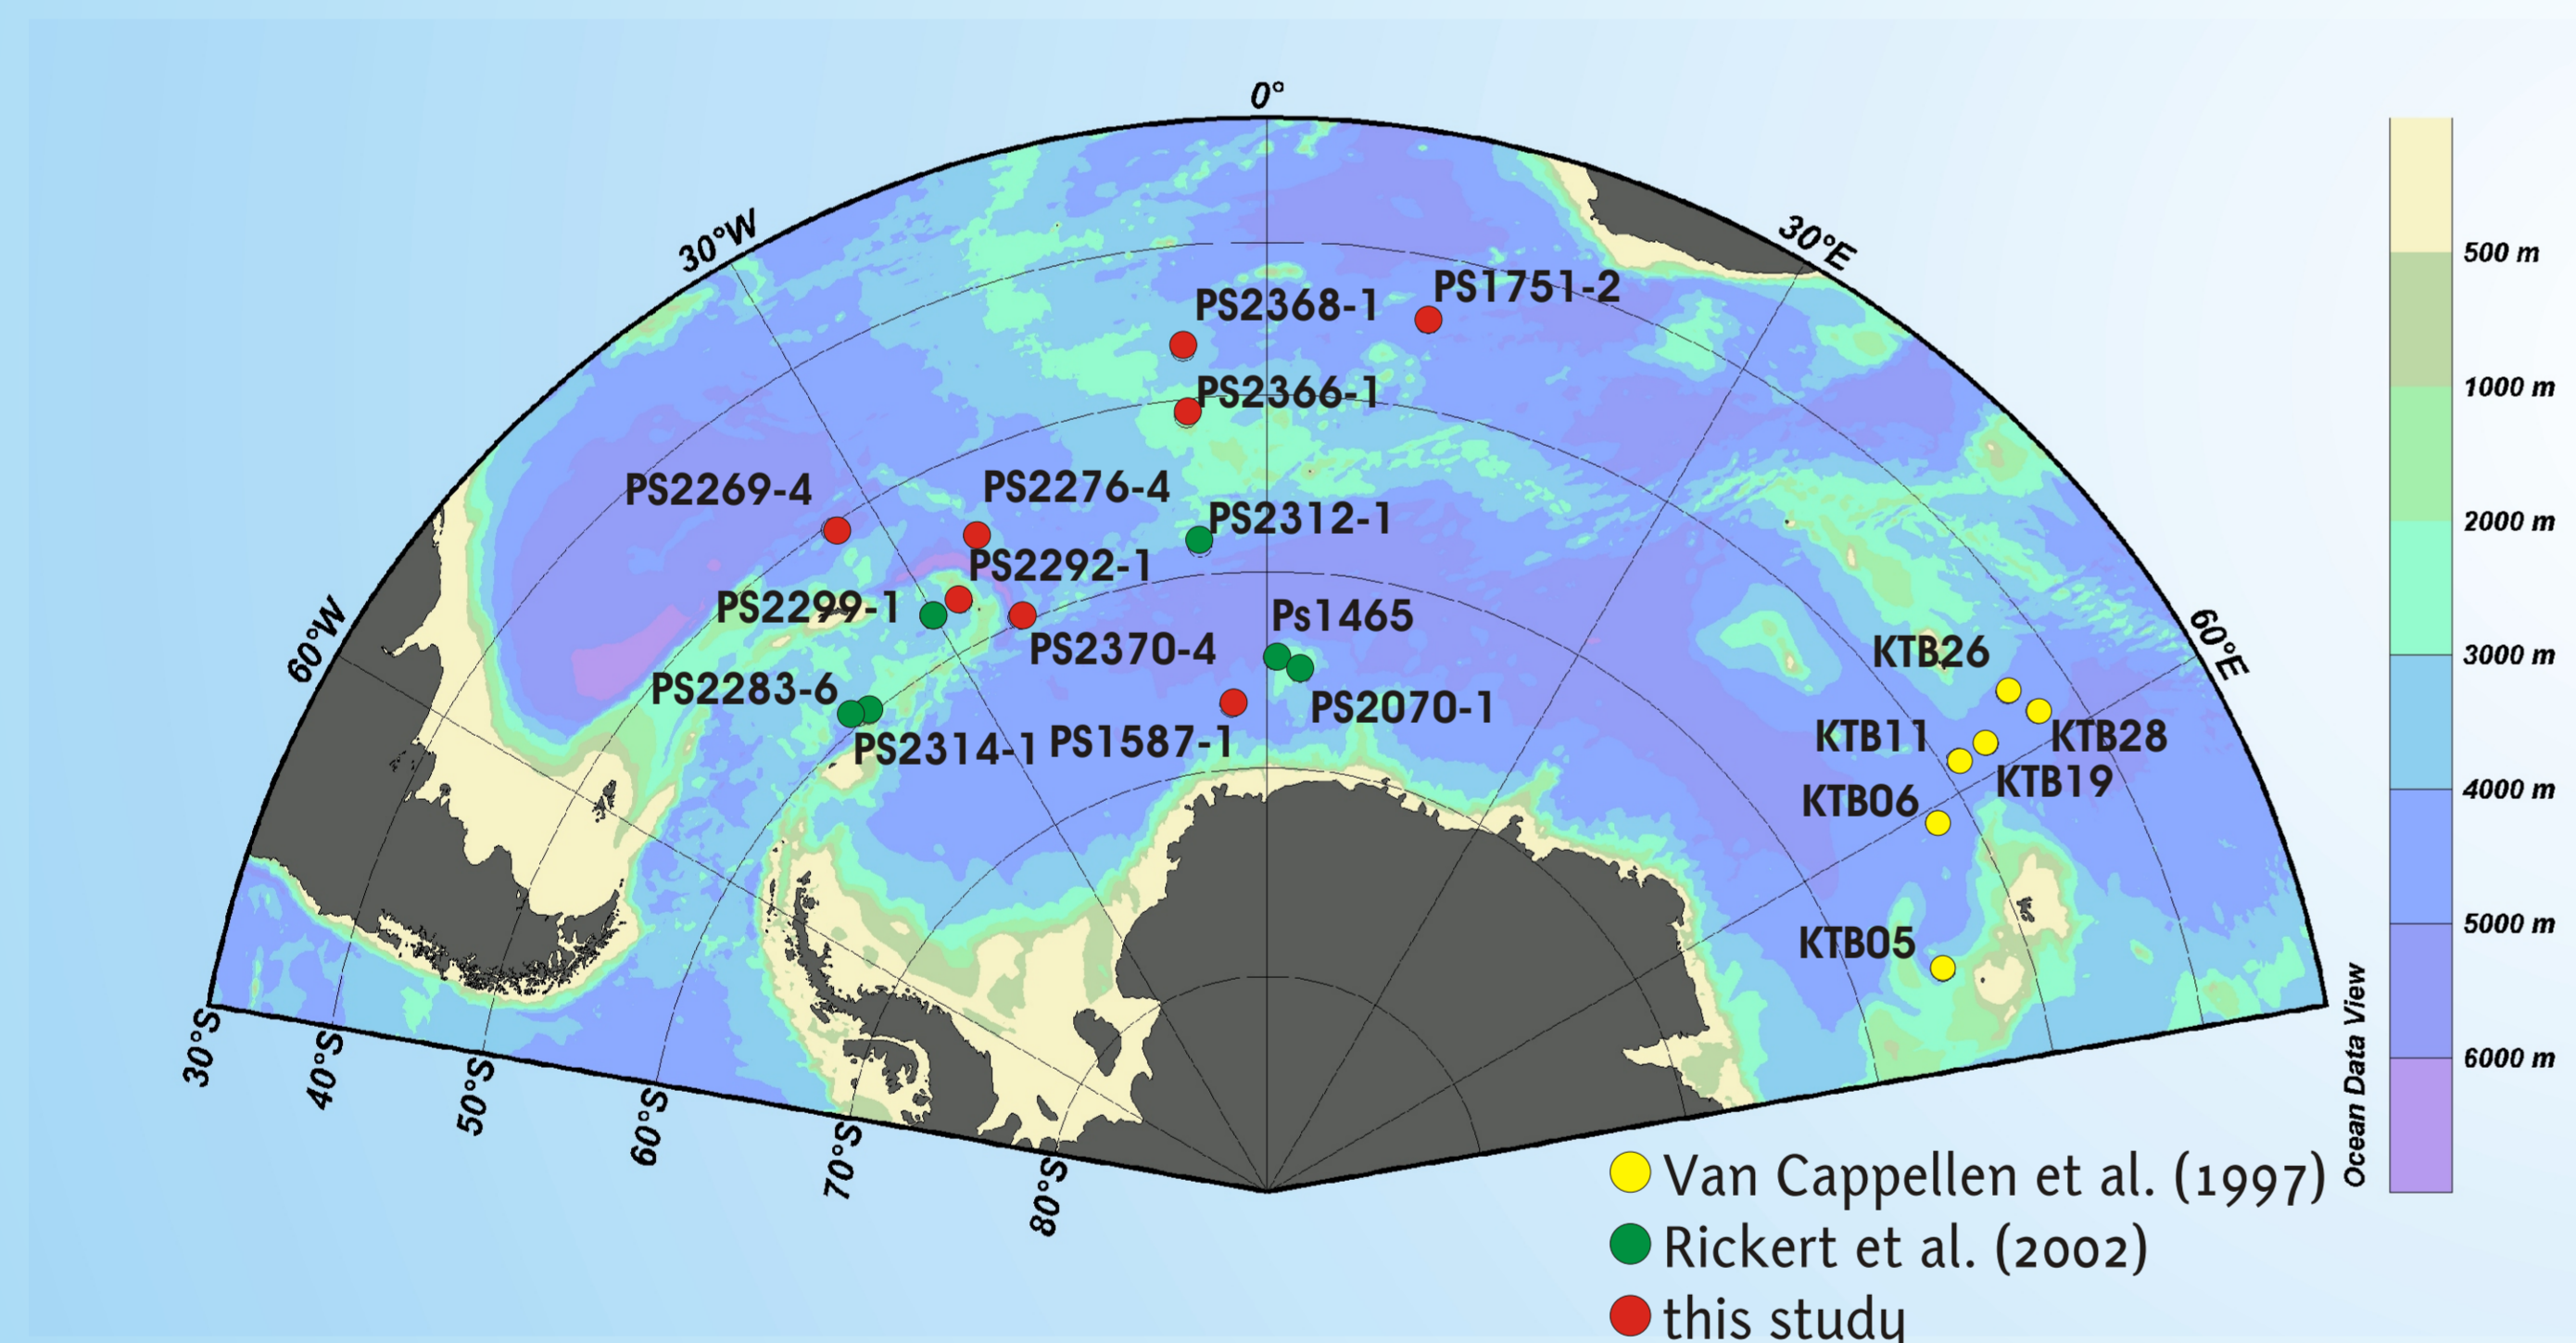 0°
30°W
30°E
PS1751-2
PS2368-1
PS2366-1
PS2269-4
PS2276-4
PS2312-1
PS2292-1
PS2299-1
Ps1465
PS2370-4
60°W
60°E
KTB26
PS2283-6
PS2070-1
PS2314-1
PS1587-1
KTB11
KTB28
KTB19
KTB06
KTB05
30°S
40°S
50°S
60°S
70°S
80°S
500 m
1000 m
2000 m
3000 m
4000 m
5000 m
6000 m
Ocean Data View
Van Cappellen et al. (1997)
Rickert et al. (2002)
this study